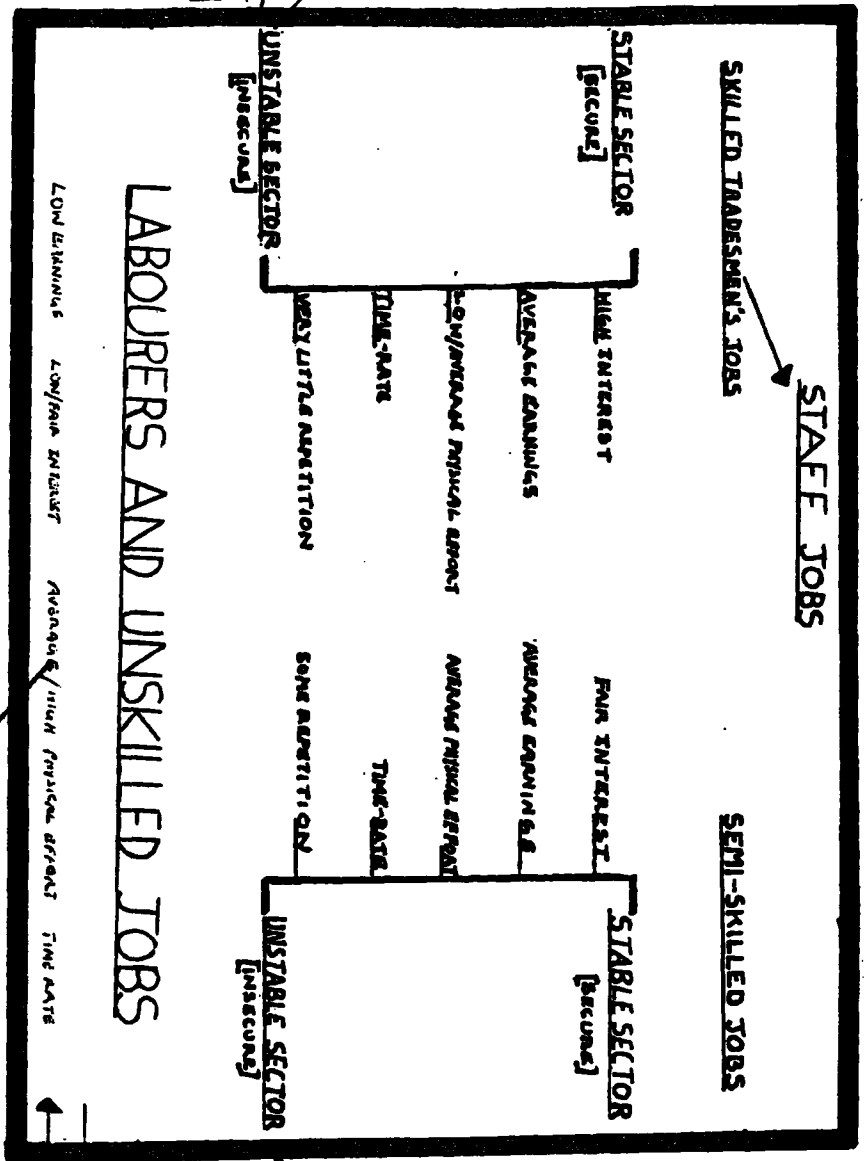 STAFF JOBS
SKILLED TRADESMEN'S JOBS
SEMI-SKILLED JOBS
STABLE SECTOR
[SECURE]
STABLE SECTOR
[SECURE]
HIGH INTEREST
FAIR INTEREST
AVERAGE EARNINGS
AVERAGE EARNINGS
LOW/AVERAGE PHYSICAL EFFORT
AVERAGE PHYSICAL EFFORT
TIME-RATE
TIME-RATE
VERY LITTLE REPETITION
SOME REPETITION
UNSTABLE SECTOR
[INSECURE]
UNSTABLE SECTOR
[INSECURE]
LABOURERS AND UNSKILLED JOBS
LOW EARNINGS LOW/FAIR INTEREST AVERAGE/HIGH PHYSICAL EFFORT TIME RATE